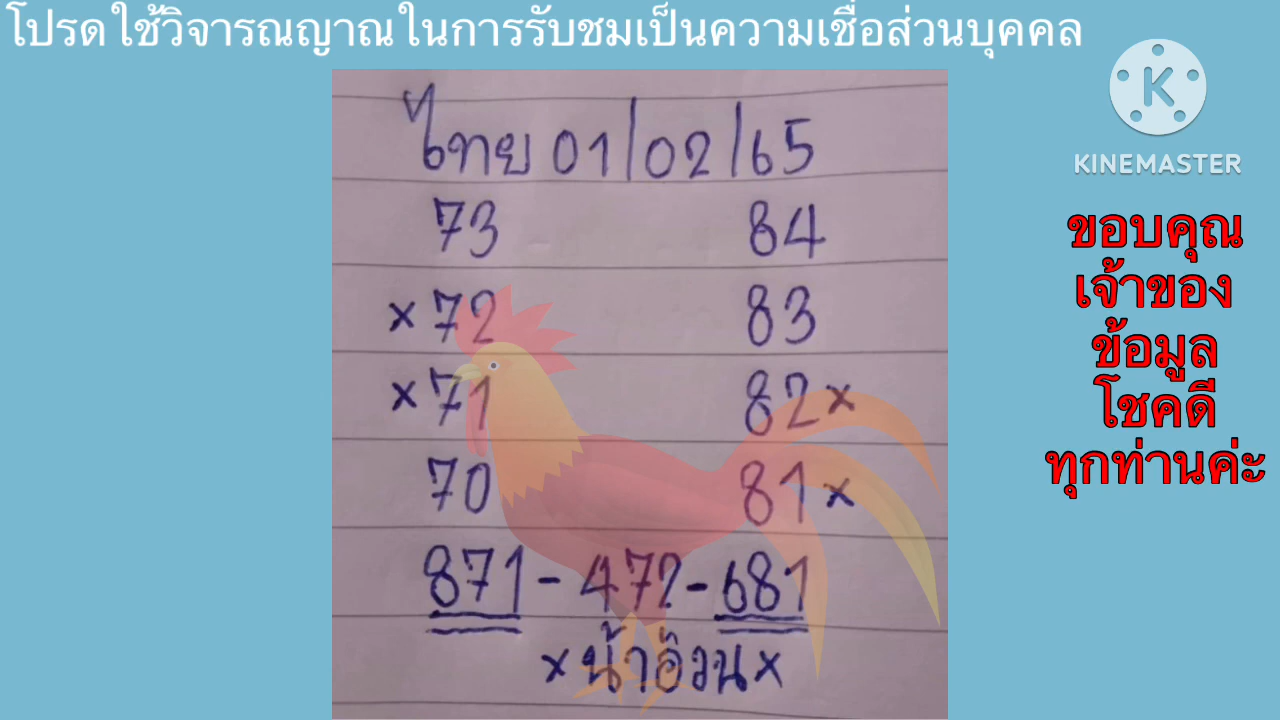 โปรดใช้วิจารณญาณในการรับชมเป็นความเชื่อส่วนบุคคล
KINEMASTER
ขอบคุณ
เจ้าของ
ข้อมูล
โชคดี
ทุกท่านค่ะ
ไทย 01/02/65
73 84
×72 83
×71 82×
70 81×
871-472-681
×น้าอ้วน×